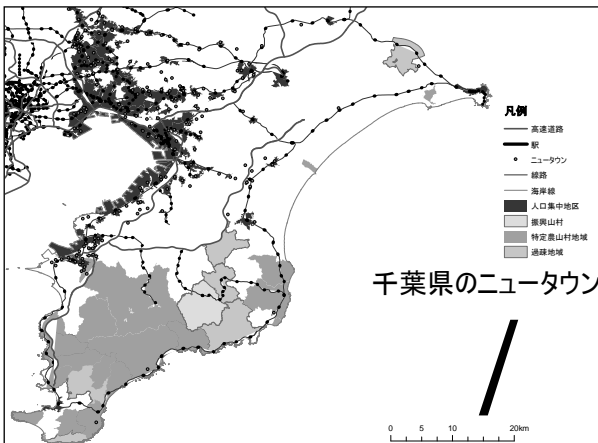 凡例
高速道路
駅
ニュータウン
線路
海岸線
人口集中地区
振興山村
特定農山村地域
過疎地域
千葉県のニュータウン
0 5 10 20km